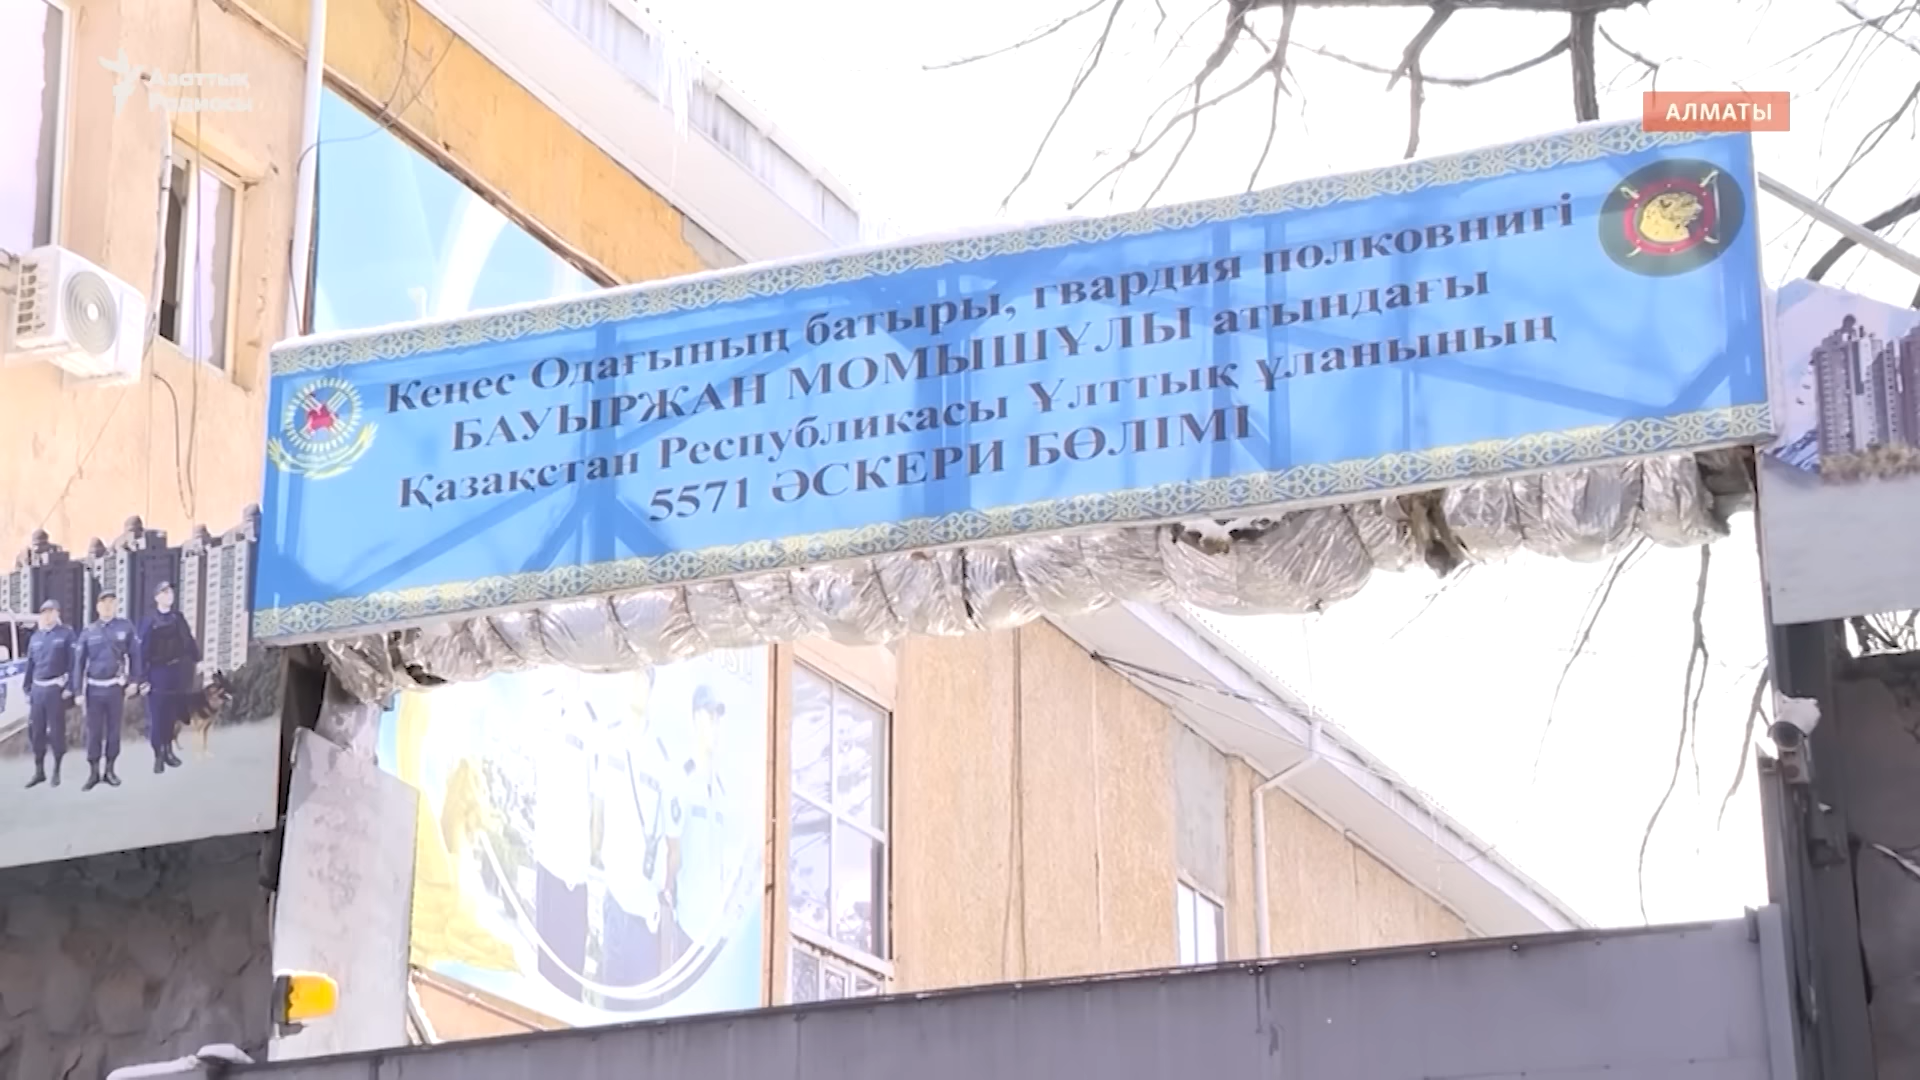 Азаттық
Радиосы
АЛМАТЫ
Кеңес Одағының батыры, гвардия полковнигі
БАУЫРЖАН МОМЫШҰЛЫ атындағы
Қазақстан Республикасы Ұлттық ұланының
5571 ӘСКЕРИ БӨЛІМІ